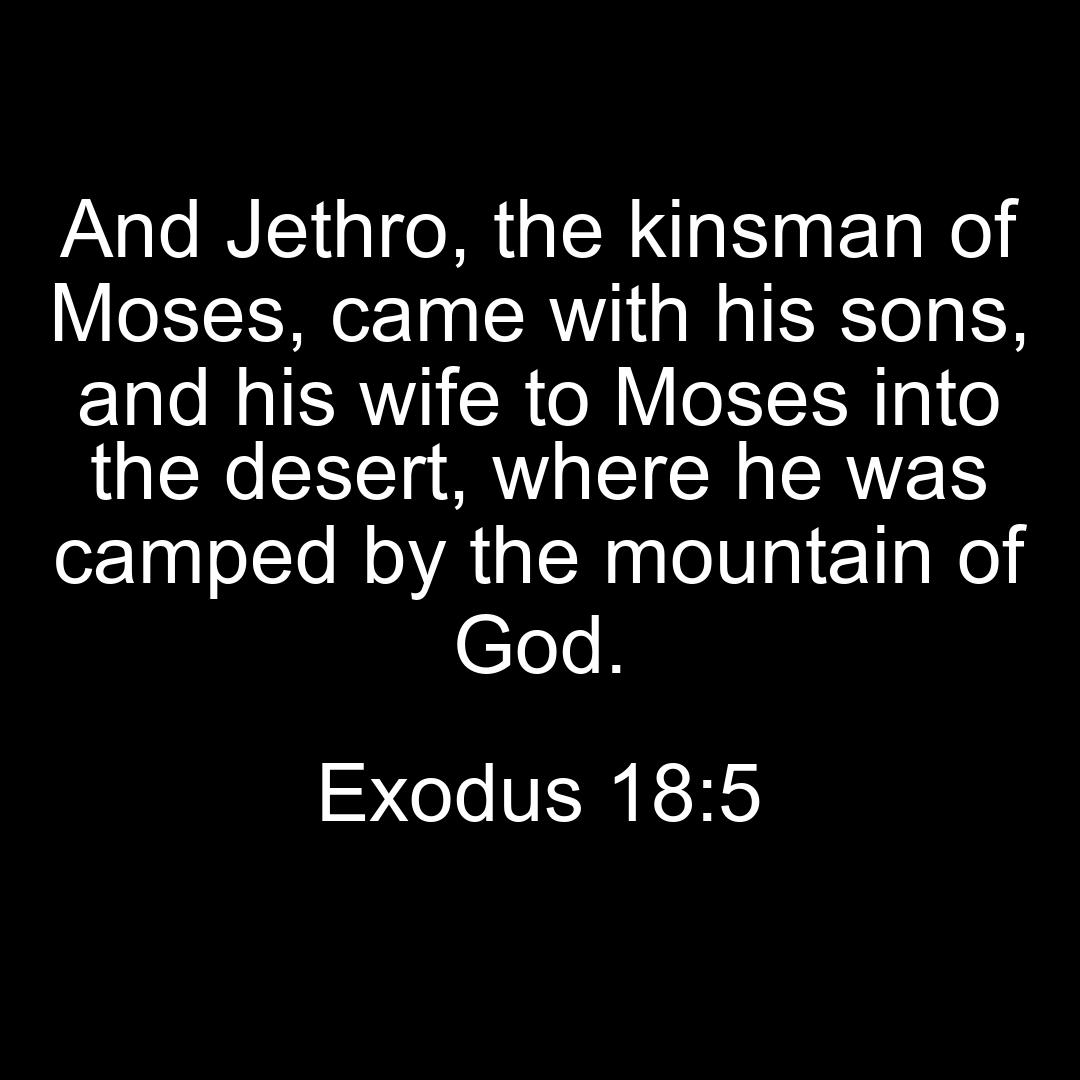 And Jethro, the kinsman of
Moses, came with his sons,
and his wife to Moses into
the desert, where he was
camped by the mountain of
God.
Exodus 18:5